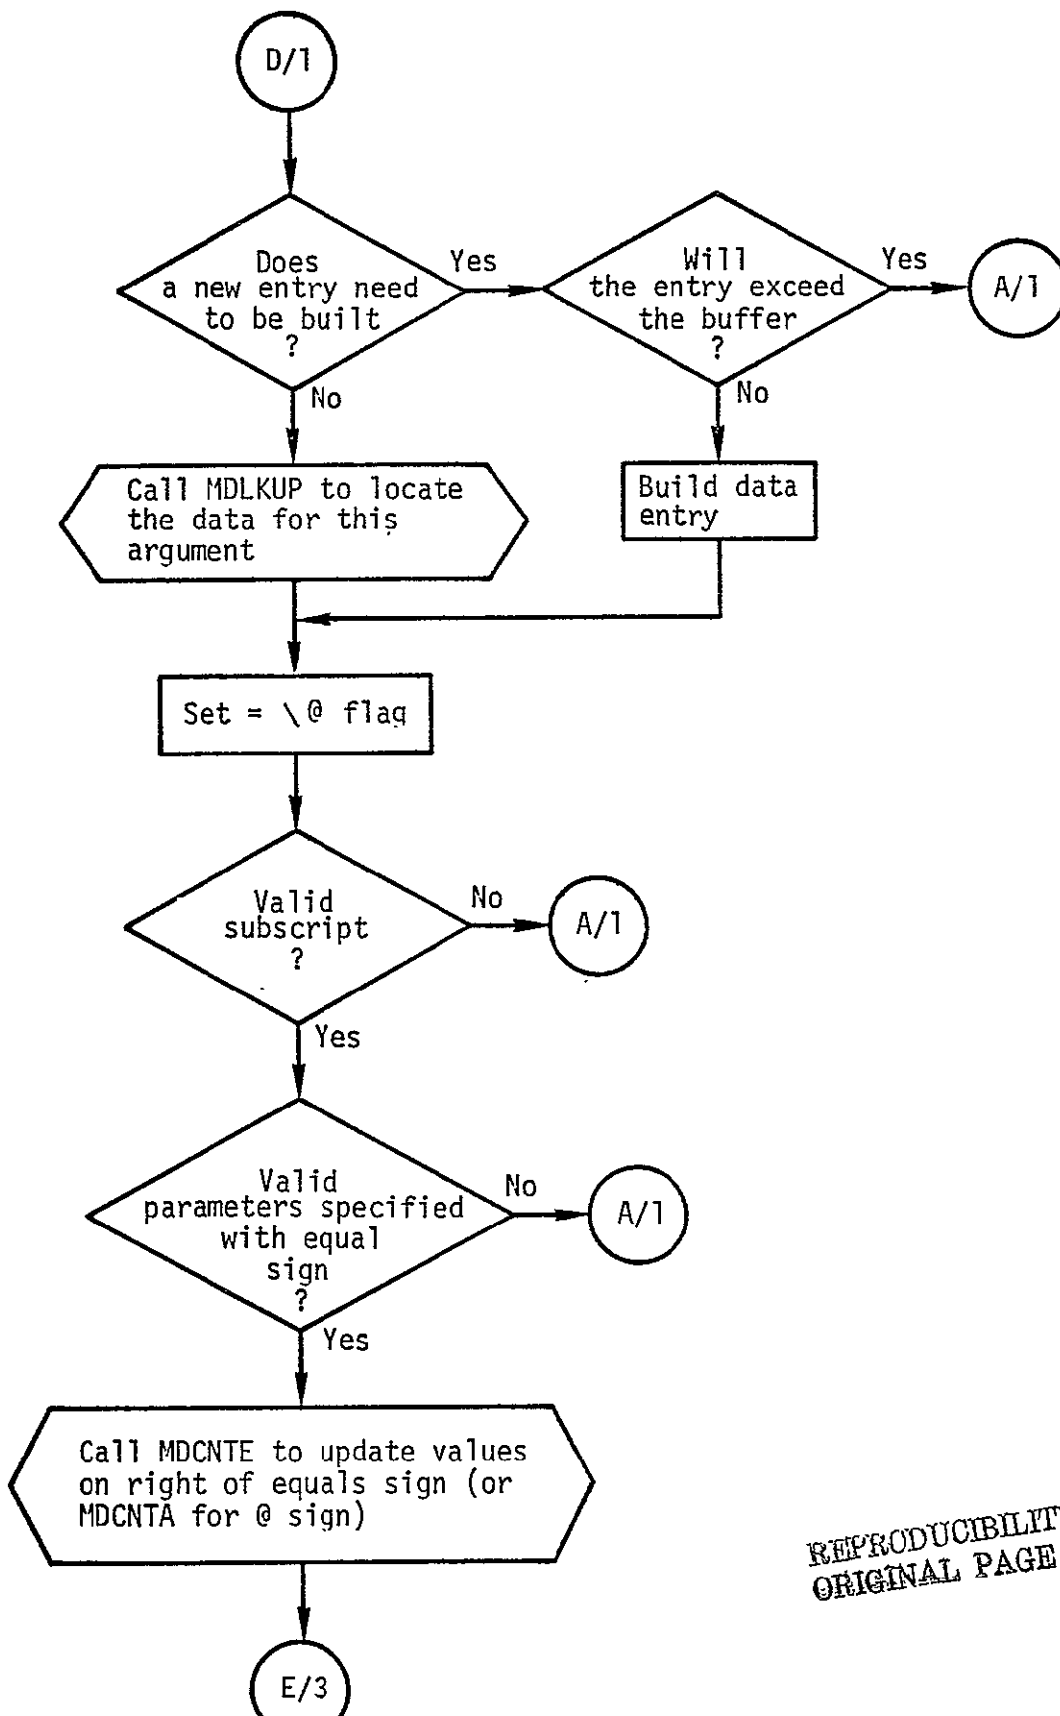 D/1
Does
a new entry need
to be built
?
Yes
Will
the entry exceed
the buffer
?
Yes
A/1
No
No
Call MDLKUP to locate
the data for this
argument
Build data
entry
Set = \@ flag
Valid
subscript
?
No
A/1
Yes
Valid
parameters specified
with equal
sign
?
No
A/1
Yes
Call MDCNTE to update values
on right of equals sign (or
MDCNTA for @ sign)
ORIGINAL PAGE
E/3